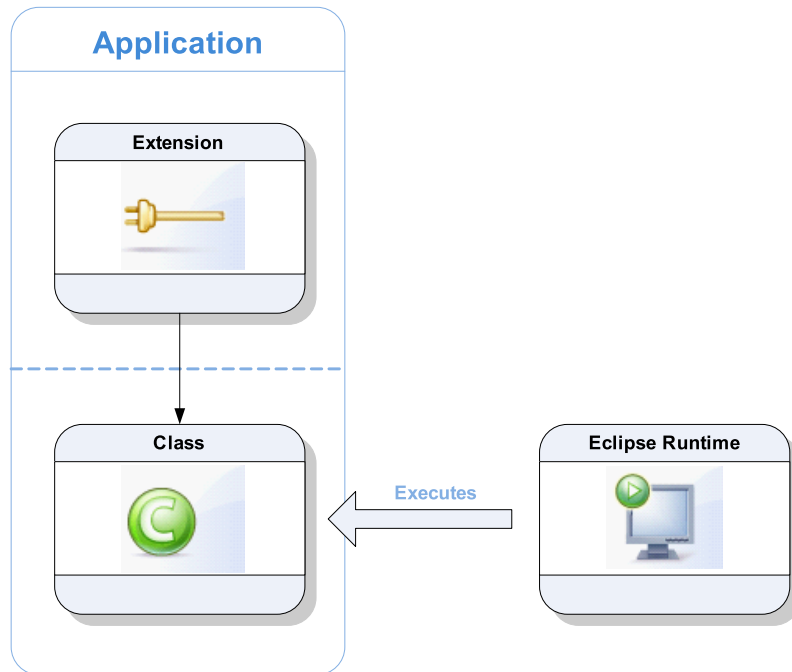 Application
Extension
Class
Executes
Eclipse Runtime